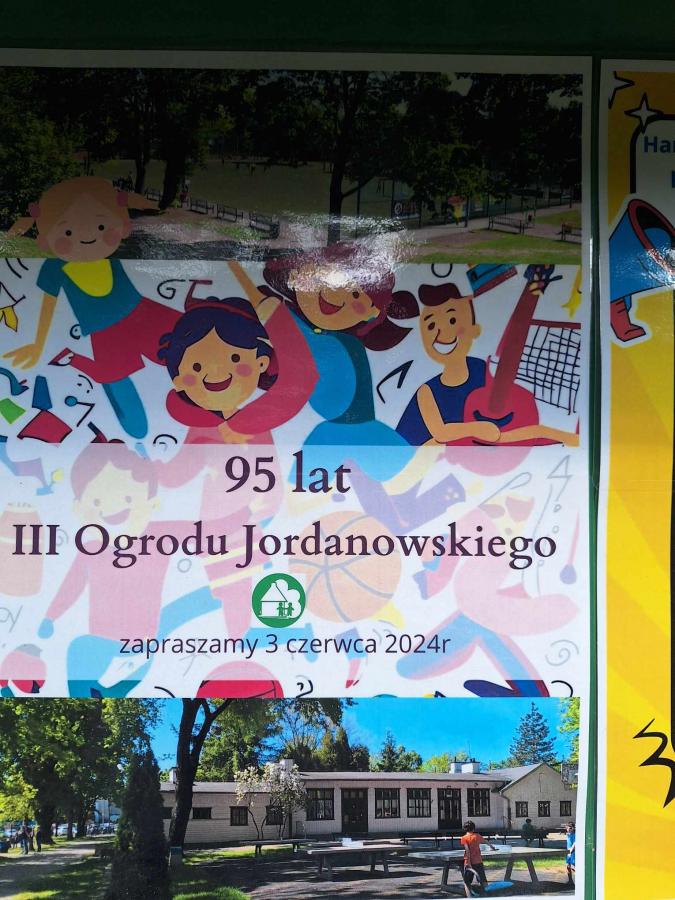 95 lat
III Ogrodu Jordanowskiego
zapraszamy 3 czerwca 2024r